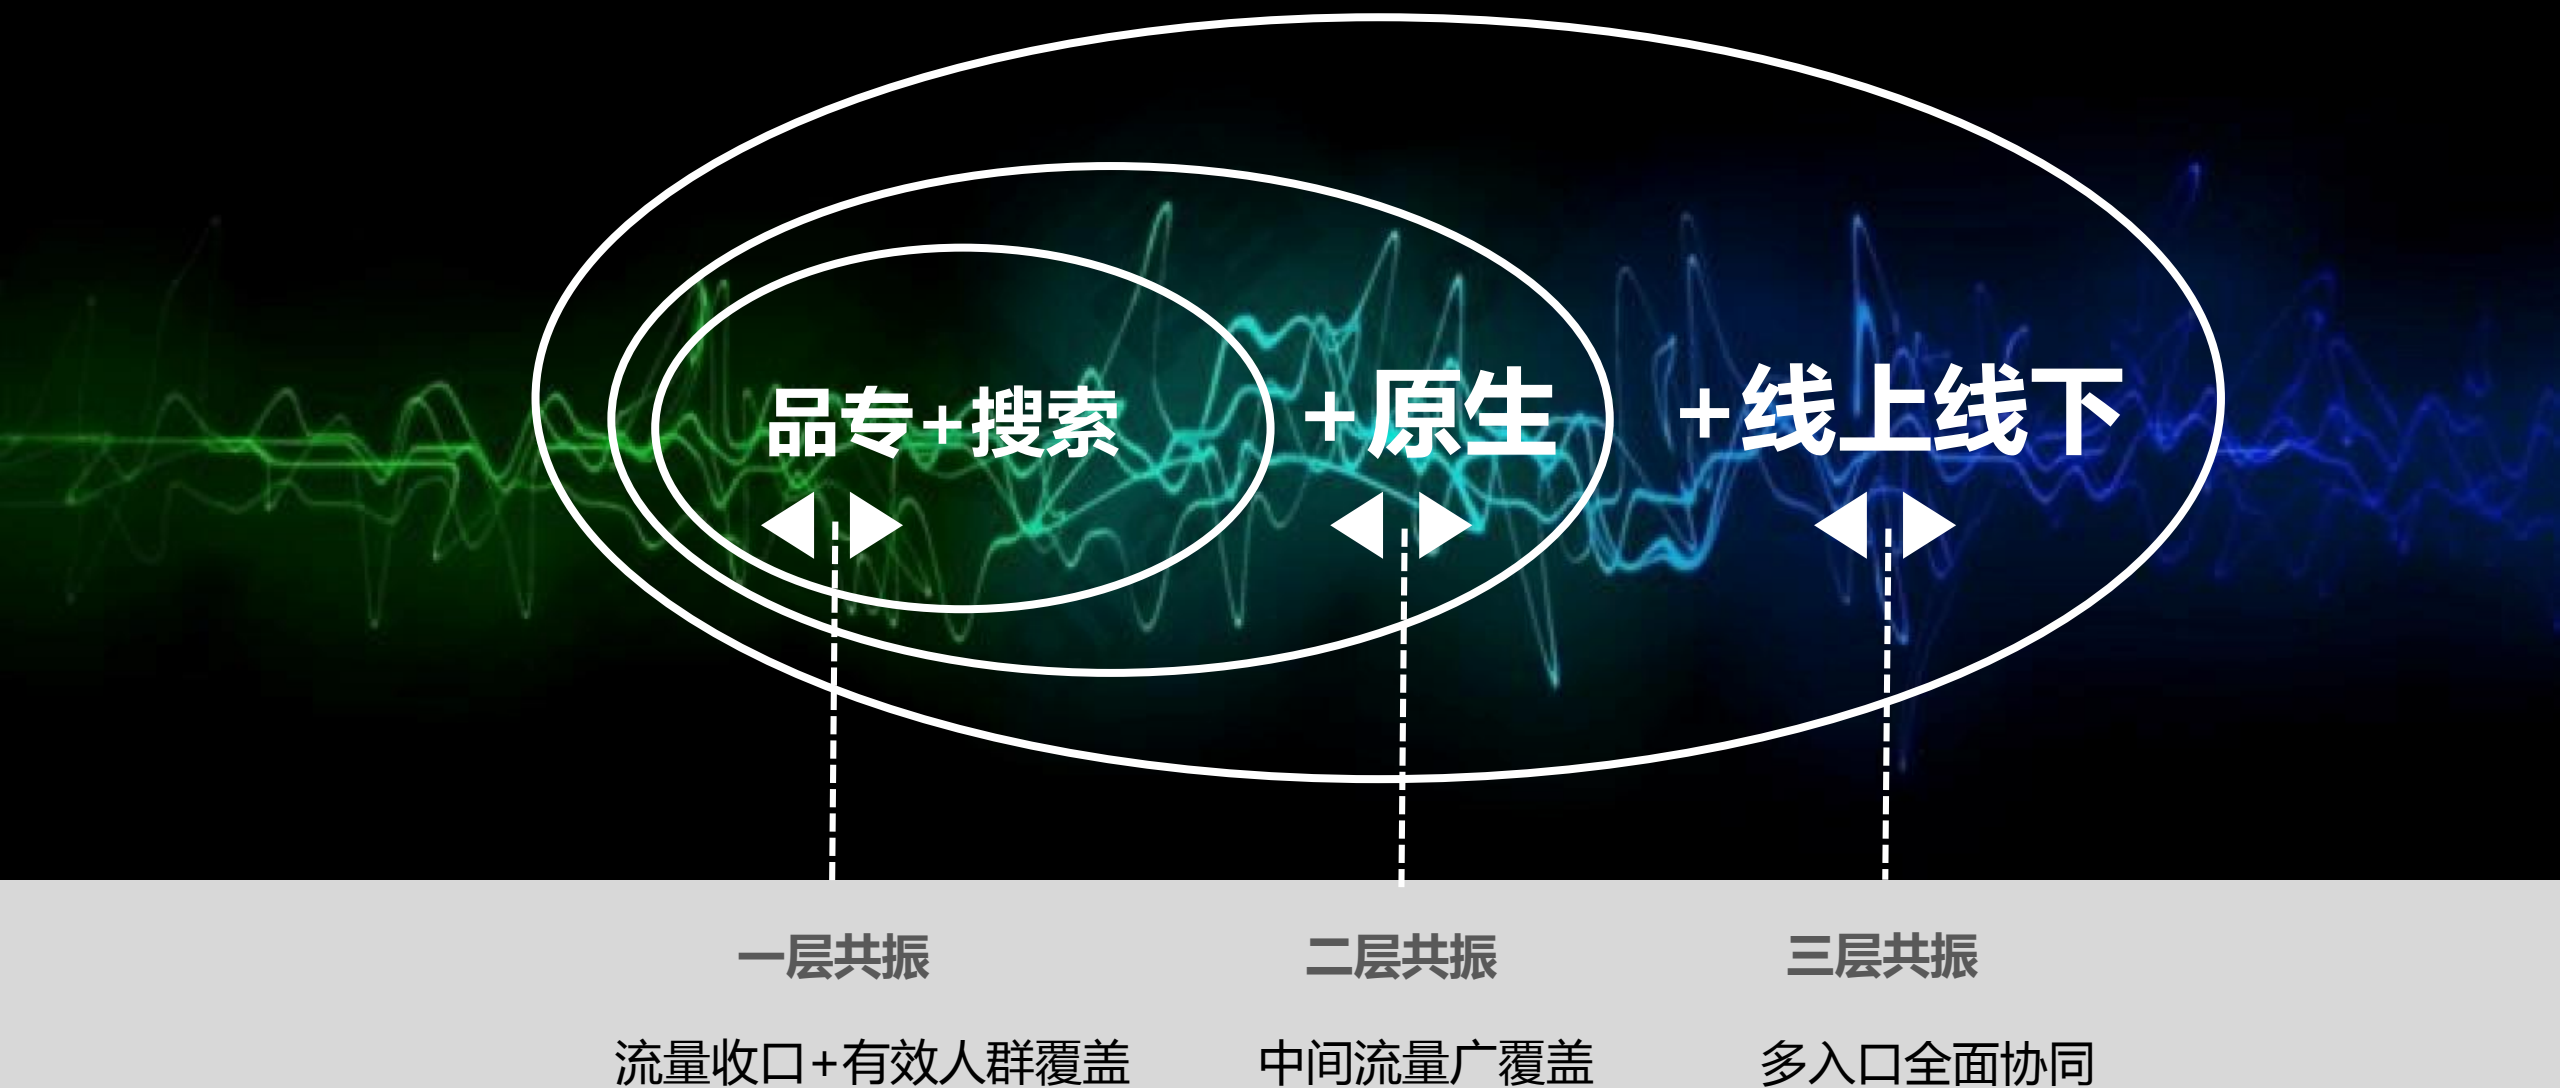 品专+搜索
+原生
+线上线下
一层共振
二层共振
三层共振
流量收口+有效人群覆盖
中间流量广覆盖
多入口全面协同